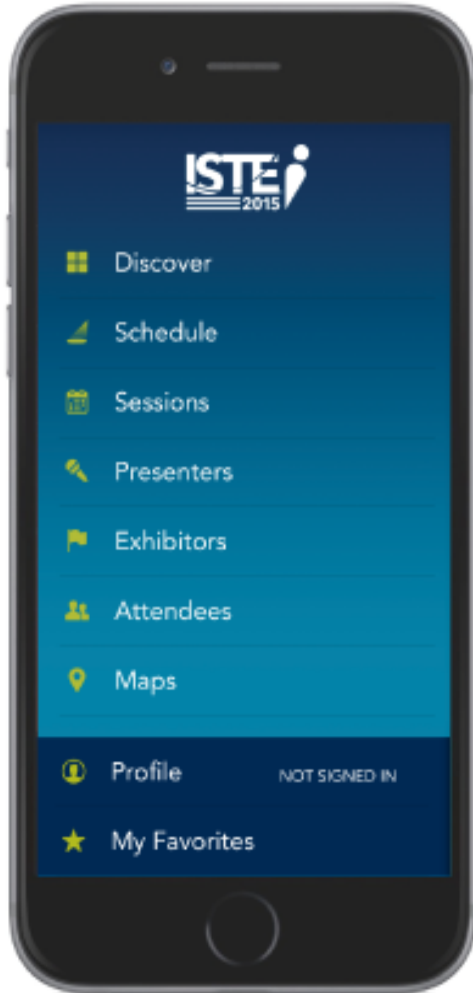 ISTE
2015
Discover
Schedule
Sessions
Presenters
Exhibitors
Attendees
Maps
Profile NOT SIGNED IN
My Favorites